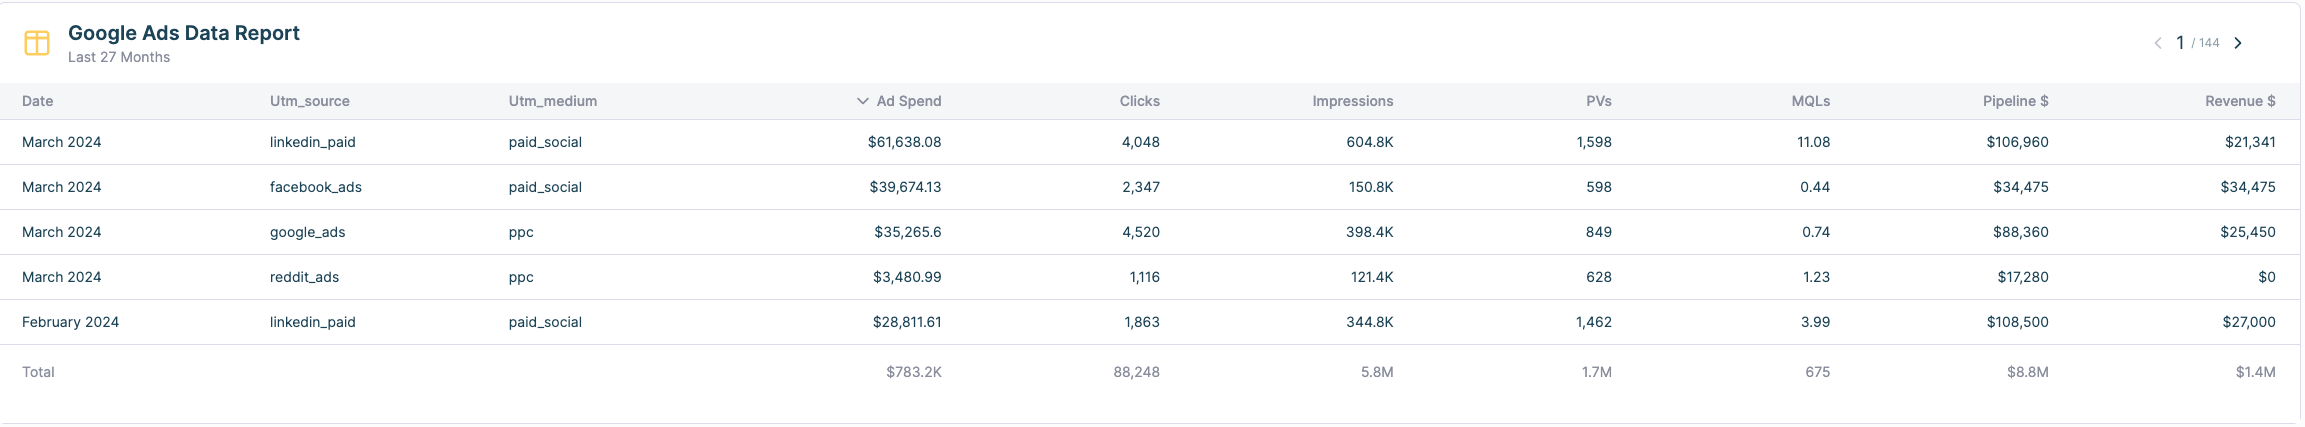 Google Ads Data Report
Last 27 Months
1 / 144
Date Utm_source Utm_medium Ad Spend Clicks Impressions PVs MQLs Pipeline $ Revenue $
March 2024 linkedin_paid paid_social $61,638.08 4,048 604.8K 1,598 11.08 $106,960 $21,341
March 2024 facebook_ads paid_social $39,674.13 2,347 150.8K 598 0.44 $34,475 $34,475
March 2024 google_ads ppc $35,265.6 4,520 398.4K 849 0.74 $88,360 $25,450
March 2024 reddit_ads ppc $3,480.99 1,116 121.4K 628 1.23 $17,280 $0
February 2024 linkedin_paid paid_social $28,811.61 1,863 344.8K 1,462 3.99 $108,500 $27,000
Total $783.2K 88,248 5.8M 1.7M 675 $8.8M $1.4M